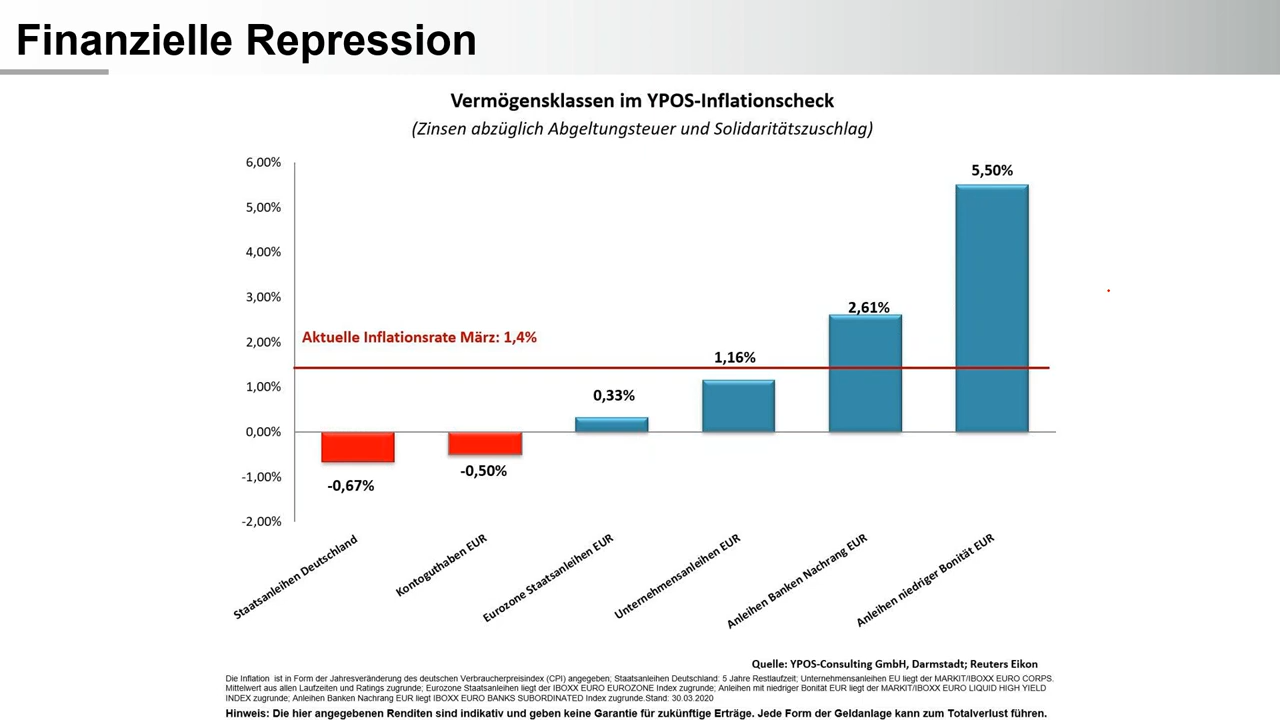 Finanzielle Repression
Vermögensklassen im YPOS-Inflationscheck
(Zinsen abzüglich Abgeltungsteuer und Solidaritätszuschlag)
6,00%
5,00%
4,00%
3,00%
2,00%
1,00%
0,00%
-1,00%
-2,00%
Aktuelle Inflationsrate März: 1,4%
-0,67%
-0,50%
0,33%
1,16%
2,61%
5,50%
Staatsanleihen Deutschland
Kontoguthaben EUR
Eurozone Staatsanleihen EUR
Unternehmensanleihen EUR
Anleihen Banken Nachrang EUR
Anleihen niedriger Bonität EUR
Quelle: YPOS-Consulting GmbH, Darmstadt; Reuters Eikon
Die Inflation ist in Form der Jahresveränderung des deutschen Verbraucherpreisindex (CPI) angegeben; Staatsanleihen Deutschland: 5 Jahre Restlaufzeit; Unternehmensanleihen EU liegt der MARKIT/IBOXX EURO CORPS.
Mittelwert aus allen Laufzeiten und Ratings zugrunde; Eurozone Staatsanleihen liegt der IBOXX EURO EUROZONE Index zugrunde; Anleihen mit niedriger Bonität EUR liegt der MARKIT/IBOXX EURO LIQUID HIGH YIELD
INDEX zugrunde; Anleihen Banken Nachrang EUR liegt IBOXX EURO BANKS SUBORDINATED Index zugrunde.Stand: 30.03.2020
Hinweis: Die hier angegebenen Renditen sind indikativ und geben keine Garantie für zukünftige Erträge. Jede Form der Geldanlage kann zum Totalverlust führen.